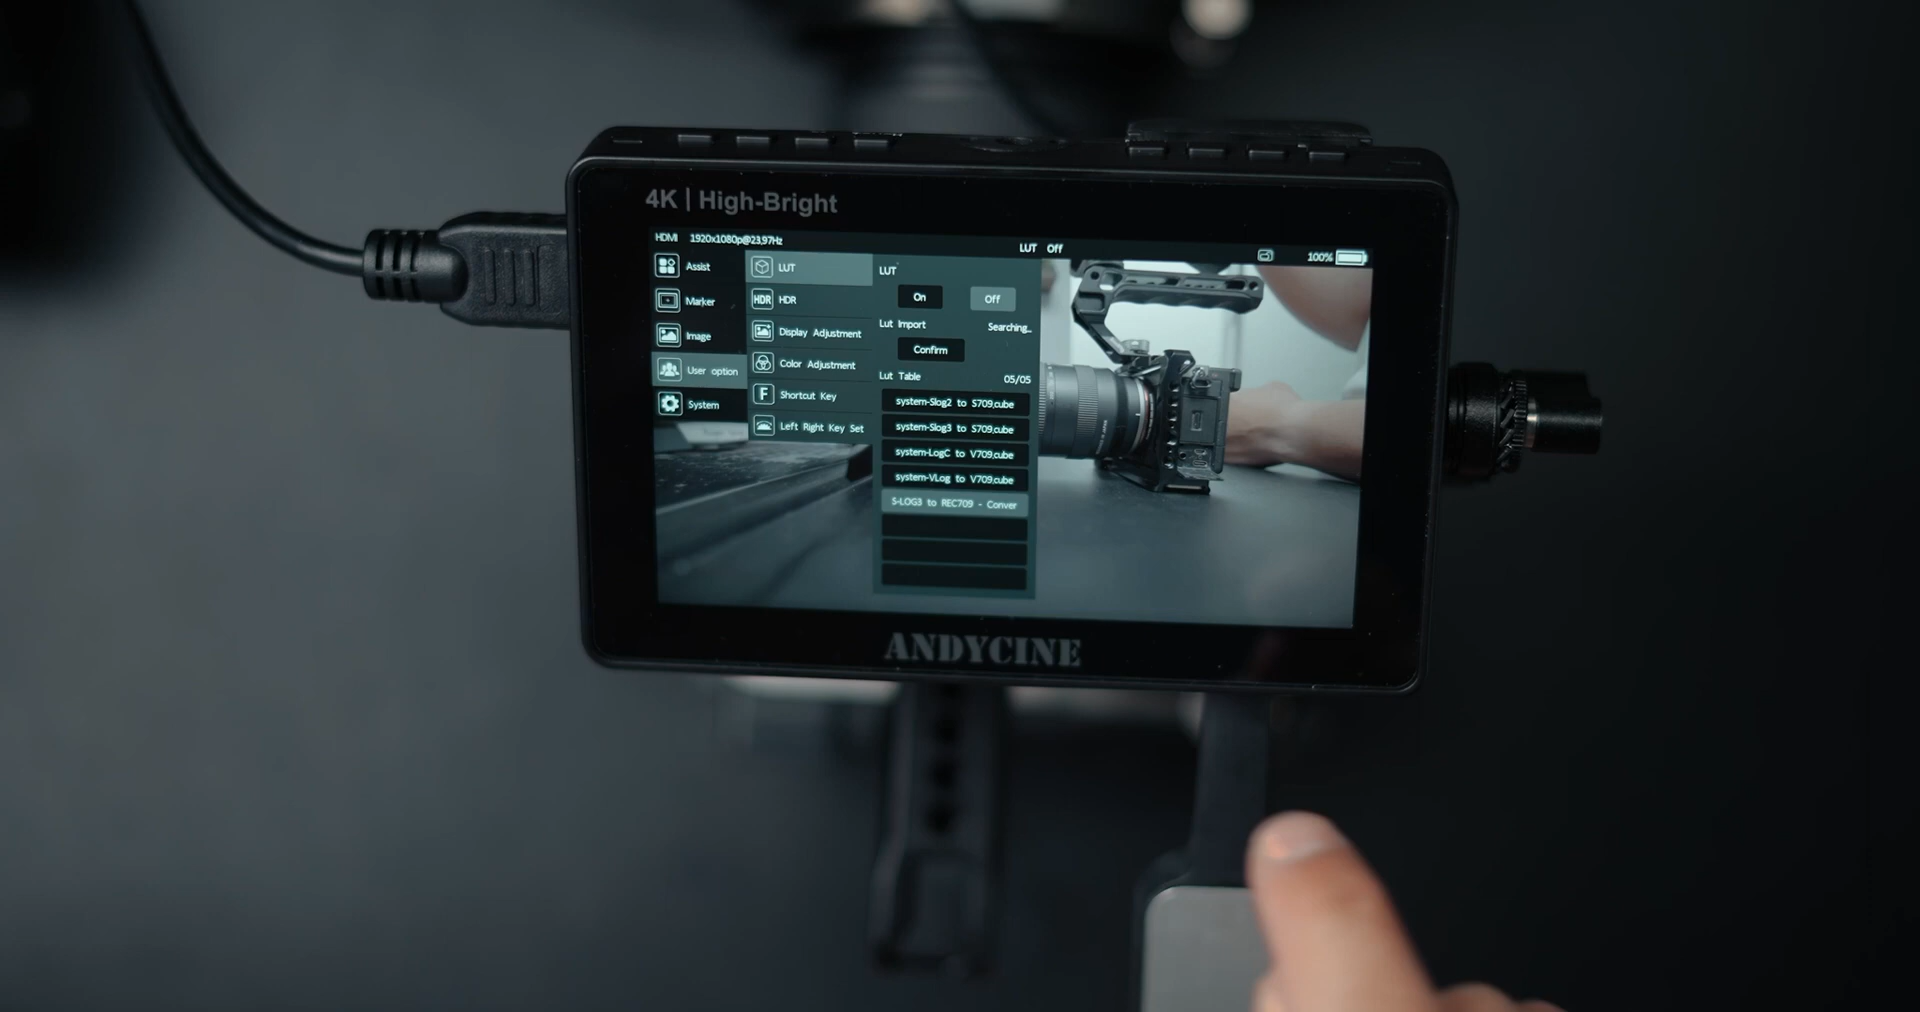 4K | High-Bright
HDMI 1920x1080p@23,97Hz
LUT Off
100%
Assist
Marker
Image
User option
System
LUT
HDR HDR
Display Adjustment
Color Adjustment
F Shortcut Key
Left Right Key Set
LUT
On Off
Lut Import Searching..
Confirm
Lut Table 05/05
system-Slog2 to S709,cube
system-Slog3 to S709,cube
system-LogC to V709,cube
system-VLog to V709,cube
S-LOG3 to REC709 - Conver
ANDYCINE